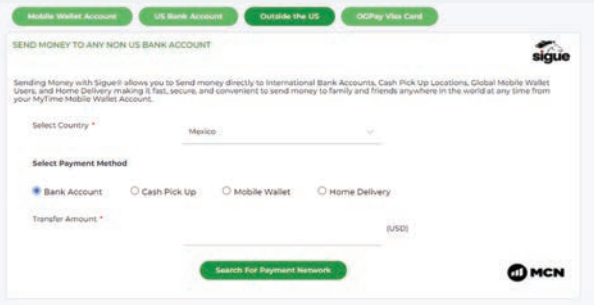 Mobile Wallet Account
US Bank Account
Outside the US
OGPay Visa Card
SEND MONEY TO ANY NON US BANK ACCOUNT
sigue
Sending Money with Sigue® allows you to Send money directly to International Bank Accounts, Cash Pick Up Locations, Global Mobile Wallet
Users, and Home Delivery making it fast, secure, and convenient to send money to family and friends anywhere in the world at any time from
your MyTime Mobile Wallet Account.
Select Country *
Mexico
Select Payment Method
Bank Account
Cash Pick Up
Mobile Wallet
Home Delivery
Transfer Amount *
(USD)
Search For Payment Network
MCN